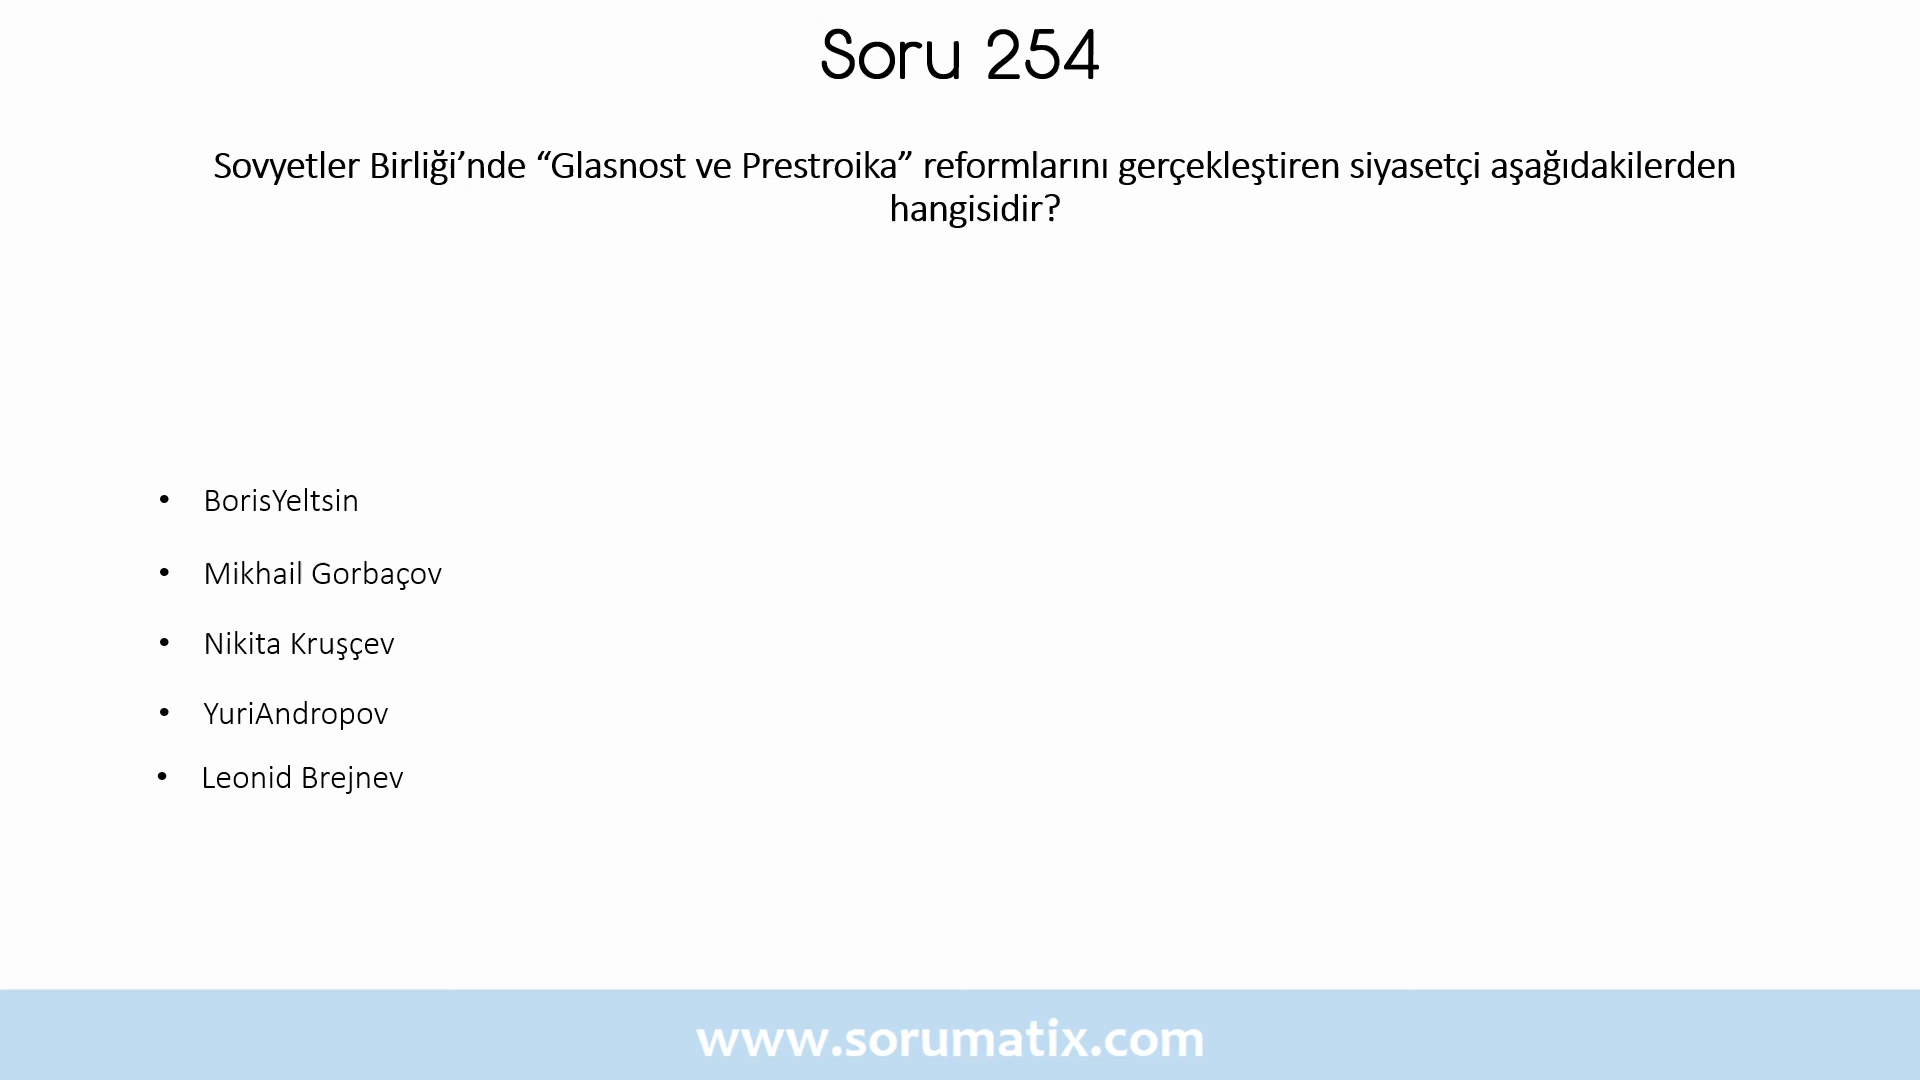 Soru 254
Sovyetler Birliği’nde “Glasnost ve Prestroika” reformlarını gerçekleştiren siyasetçi aşağıdakilerden
hangisidir?
• BorisYeltsin
• Mikhail Gorbaçov
• Nikita Kruşçev
• YuriAndropov
• Leonid Brejnev
www.sorumatix.com